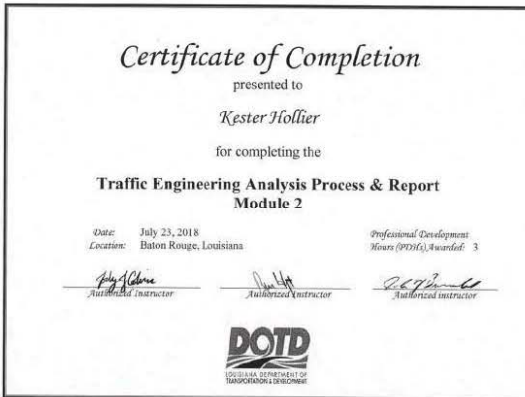 Certificate of Completion
presented to
Kester Hollier
for completing the
Traffic Engineering Analysis Process & Report
Module 2
Date: July 23, 2018
Location: Baton Rouge, Louisiana
Professional Development
Hours (PDHs) Awarded: 3
Authorized Instructor
Authorized Instructor
Authorized instructor
DOTD
LOUISIANA DEPARTMENT OF
TRANSPORTATION & DEVELOPMENT